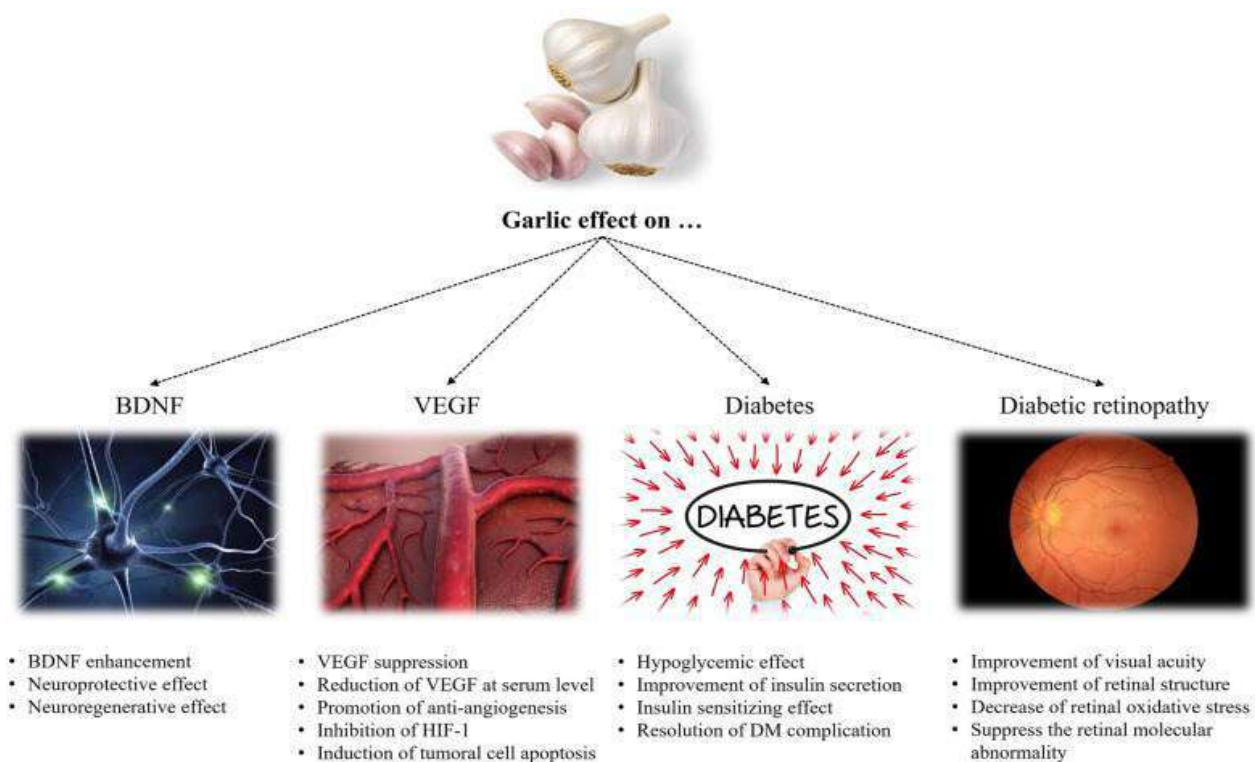 Garlic effect on …
BDNF
VEGF
Diabetes
Diabetic retinopathy
DIABETES
• BDNF enhancement
• Neuroprotective effect
• Neuroregenerative effect
• VEGF suppression
• Reduction of VEGF at serum level
• Promotion of anti-angiogenesis
• Inhibition of HIF-1
• Induction of tumoral cell apoptosis
• Hypoglycemic effect
• Improvement of insulin secretion
• Insulin sensitizing effect
• Resolution of DM complication
• Improvement of visual acuity
• Improvement of retinal structure
• Decrease of retinal oxidative stress
• Suppress the retinal molecular
abnormality